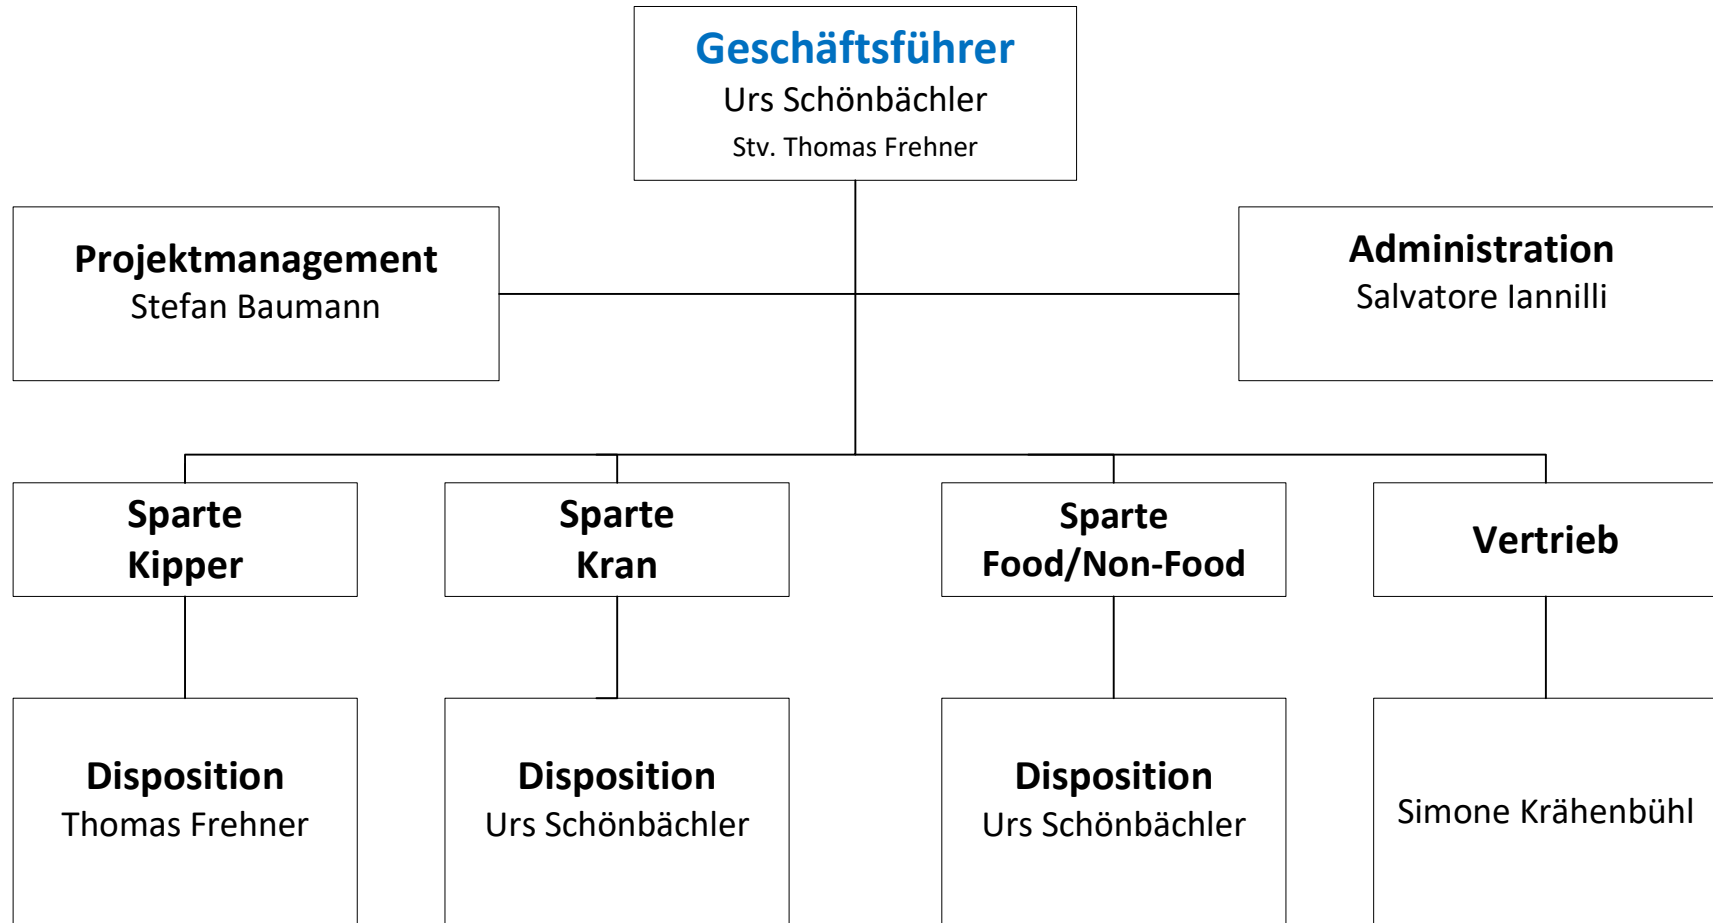 Geschäftsführer
Urs Schönbächler
Stv. Thomas Frehner
Projektmanagement
Stefan Baumann
Administration
Salvatore Iannilli
Sparte
Kipper
Sparte
Kran
Sparte
Food/Non-Food
Vertrieb
Disposition
Thomas Frehner
Disposition
Urs Schönbächler
Disposition
Urs Schönbächler
Simone Krähenbühl